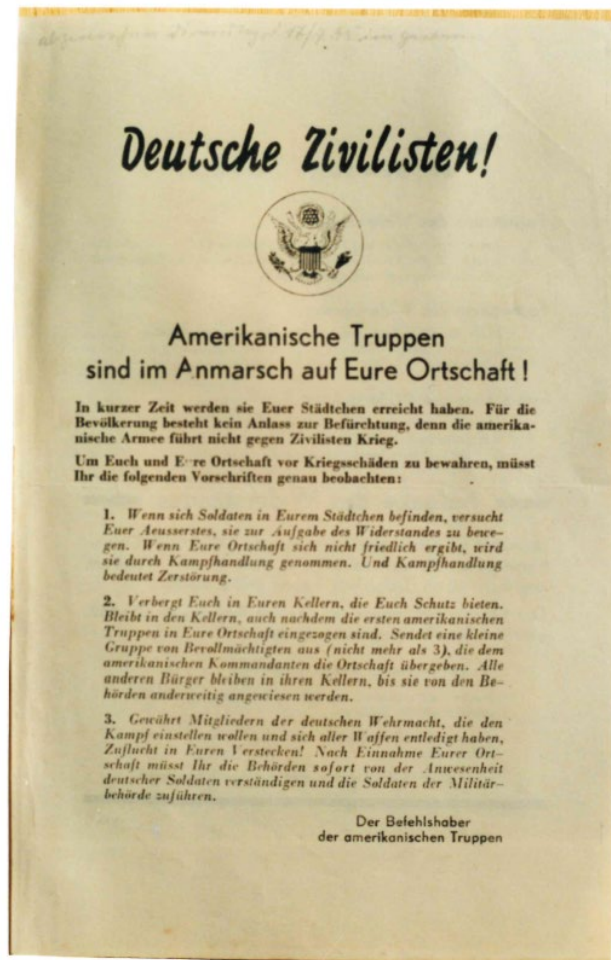 Deutsche Zivilisten!
Amerikanische Truppen
sind im Anmarsch auf Eure Ortschaft !
In kurzer Zeit werden sie Euer Städtchen erreicht haben. Für die
Bevölkerung besteht kein Anlass zur Befürchtung, denn die amerika-
nische Armee führt nicht gegen Zivilisten Krieg.
Um Euch und Eure Ortschaft vor Kriegsschäden zu bewahren, müsst
Ihr die folgenden Vorschriften genau beobachten:
1. Wenn sich Soldaten in Eurem Städtchen befinden, versucht
Euer Aeusserstes, sie zur Aufgabe des Widerstandes zu bewe-
gen. Wenn Eure Ortschaft sich nicht friedlich ergibt, wird
sie durch Kampfhandlung genommen. Und Kampfhandlung
bedeutet Zerstörung.
2. Verbergt Euch in Euren Kellern, die Euch Schutz bieten.
Bleibt in den Kellern, auch nachdem die ersten amerikanischen
Truppen in Eure Ortschaft eingezogen sind. Sendet eine kleine
Gruppe von Bevollmächtigten aus (nicht mehr als 3), die dem
amerikanischen Kommandanten die Ortschaft übergeben. Alle
anderen Bürger bleiben in ihren Kellern, bis sie von den Be-
hörden anderweitig angewiesen werden.
3. Gewährt Mitgliedern der deutschen Wehrmacht, die den
Kampf einstellen wollen und sich aller Waffen entledigt haben,
Zuflucht in Euren Verstecken! Nach Einnahme Eurer Ort-
schaft müsst Ihr die Behörden sofort von der Anwesenheit
deutscher Soldaten verständigen und die Soldaten der Militär-
behörde zuführen.
Der Befehlshaber
der amerikanischen Truppen